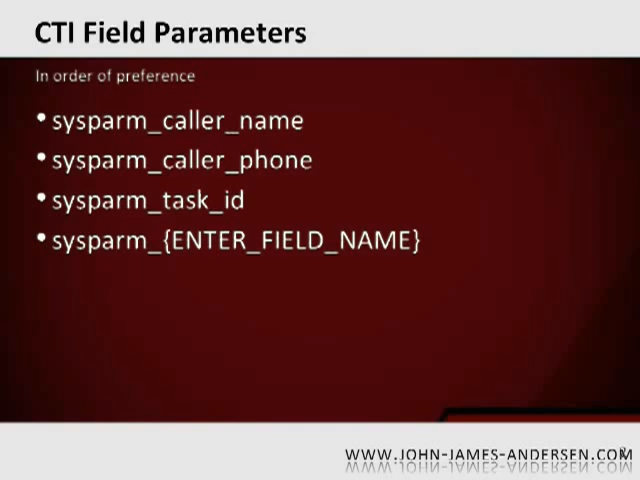 CTI Field Parameters
In order of preference
• sysparm_caller_name
• sysparm_caller_phone
• sysparm_task_id
• sysparm_{ENTER_FIELD_NAME}
WWW.JOHN-JAMES-ANDERSEN.COM